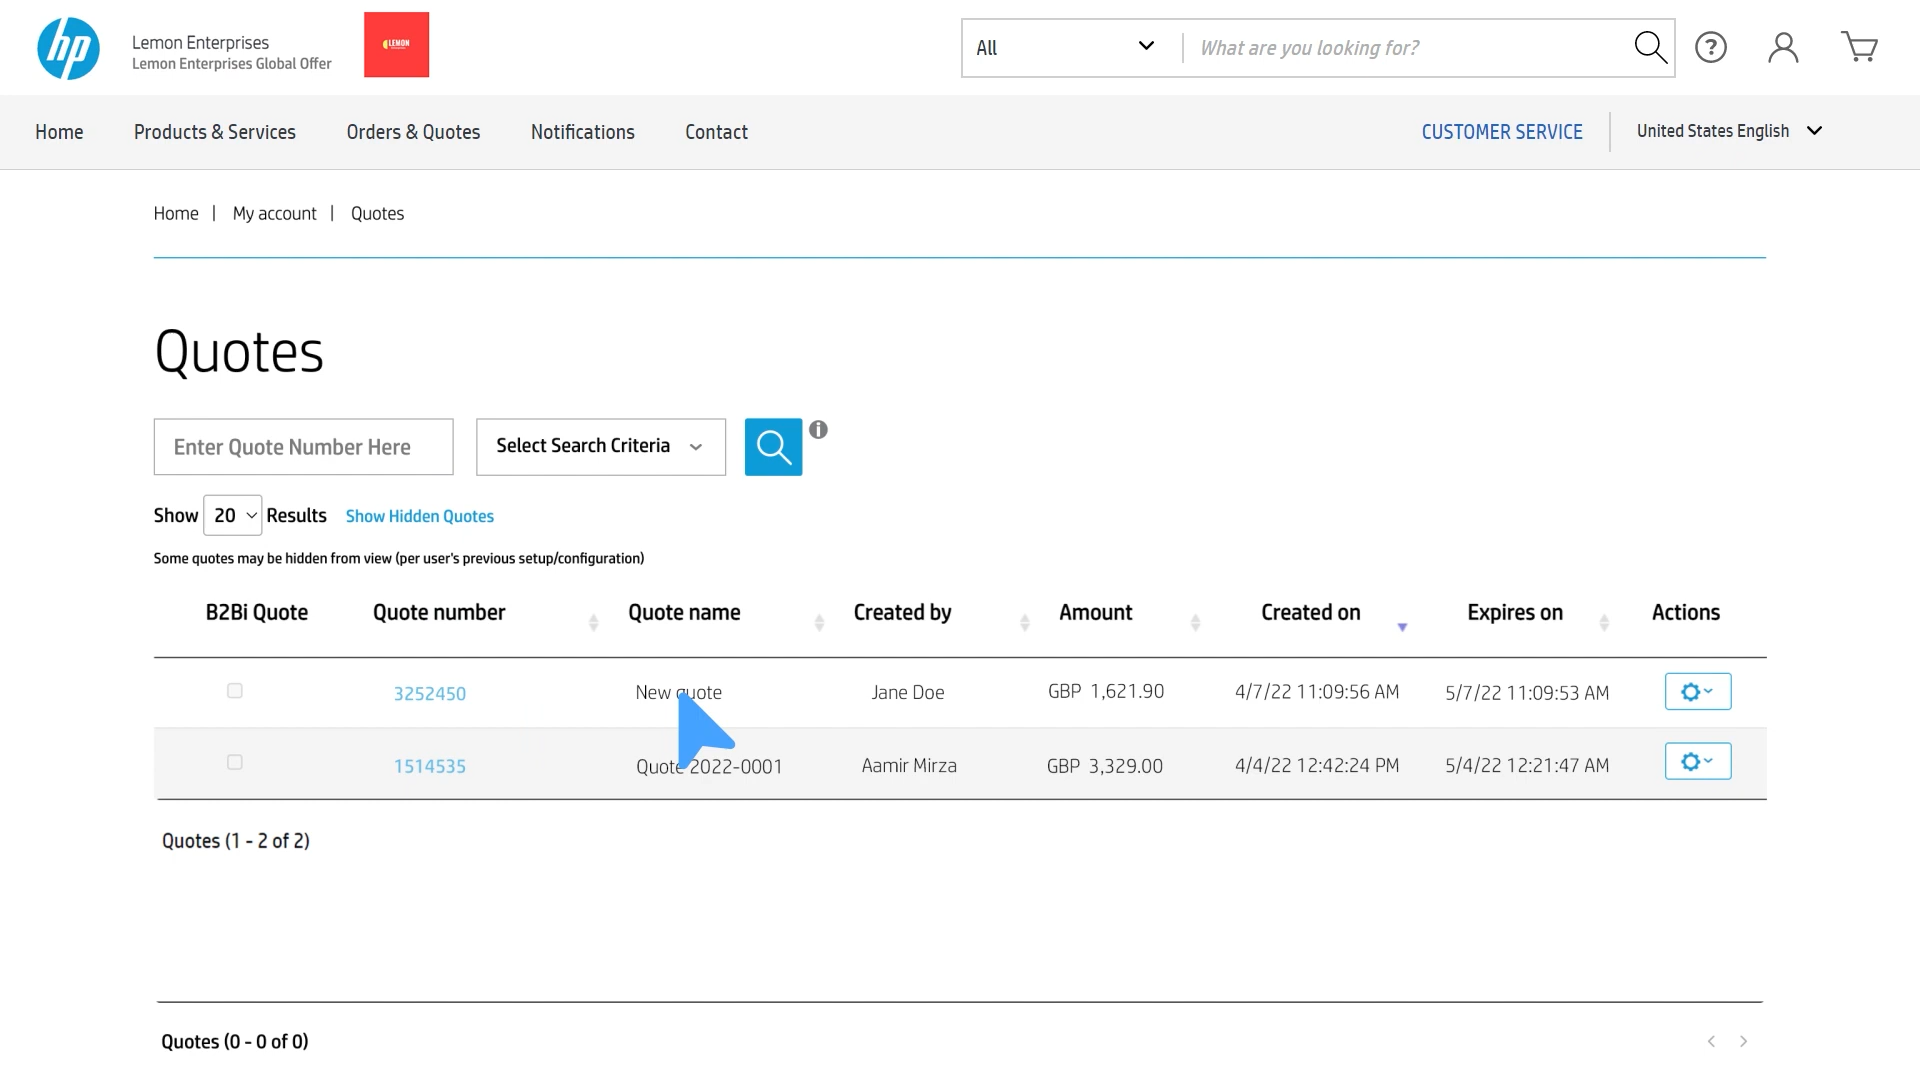 hp
Lemon Enterprises
Lemon Enterprises Global Offer
LEMON
All
What are you looking for?
Home
Products & Services
Orders & Quotes
Notifications
Contact
CUSTOMER SERVICE
United States English
Home | My account | Quotes
Quotes
Enter Quote Number Here
Select Search Criteria
Show 20 Results Show Hidden Quotes
Some quotes may be hidden from view (per user's previous setup/configuration)
B2Bi Quote Quote number Quote name Created by Amount Created on Expires on Actions
3252450 New quote Jane Doe GBP 1,621.90 4/7/22 11:09:56 AM 5/7/22 11:09:53 AM
1514535 Quote 2022-0001 Aamir Mirza GBP 3,329.00 4/4/22 12:42:24 PM 5/4/22 12:21:47 AM
Quotes (1 - 2 of 2)
Quotes (0 - 0 of 0)